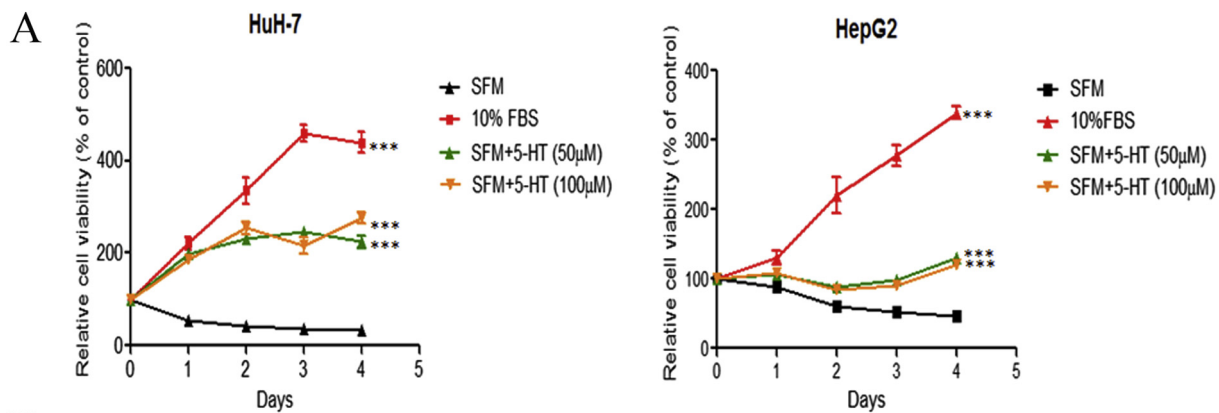 A
HuH-7
Relative cell viability (% of control)
600
400
200
0
0 1 2 3 4 5
Days
SFM
10% FBS
SFM+5-HT (50µM)
SFM+5-HT (100µM)
***
***
***
HepG2
Relative cell viability (% of control)
400
300
200
100
0
0 1 2 3 4 5
Days
SFM
10%FBS
SFM+5-HT (50µM)
SFM+5-HT (100µM)
***
***
***